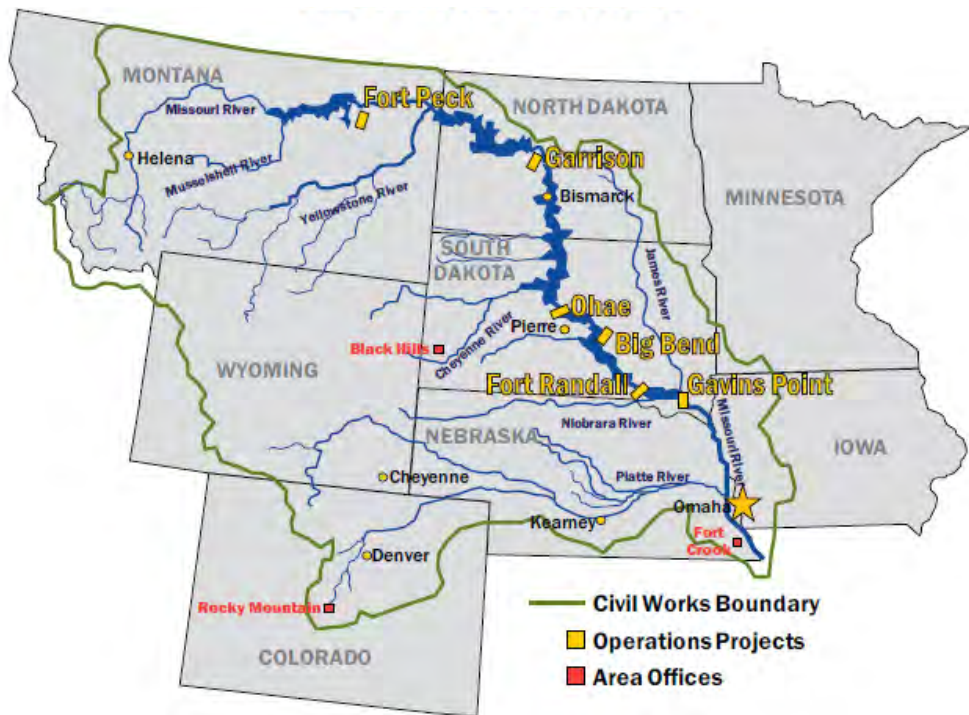 MONTANA
Missouri River
Fort Peck
NORTH DAKOTA
Helena
Musselshell River
Yellowstone River
Garrison
Bismarck
MINNESOTA
SOUTH
DAKOTA
James River
Ohae
Pierre
Big Bend
Black Hills
Cheyenne River
WYOMING
Fort Randall
Gavins Point
Niobrara River
Missouri River
NEBRASKA
IOWA
Cheyenne
Platte River
Omaha
Kearney
Fort
Crook
Denver
Rocky Mountain
COLORADO
Civil Works Boundary
Operations Projects
Area Offices